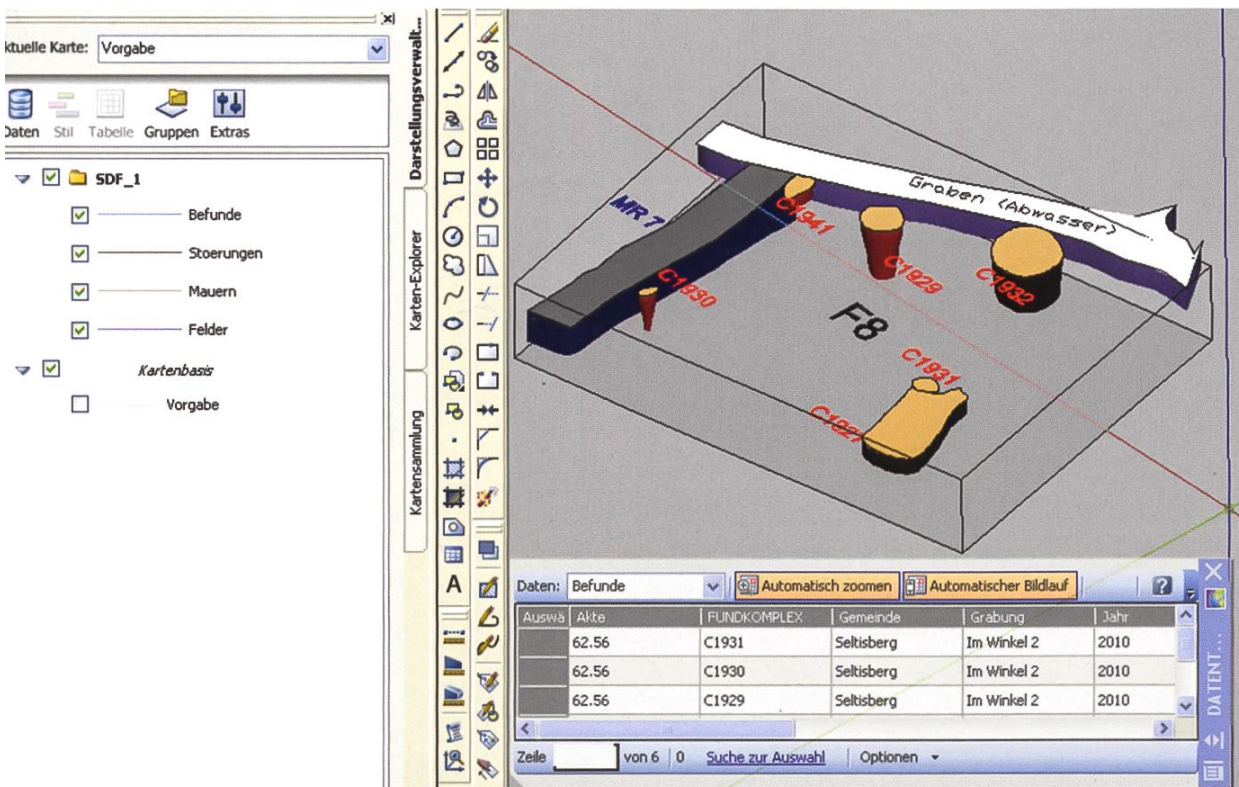 ktuelle Karte: Vorgabe
Daten Stil Tabelle Gruppen Extras
SDF_1
Befunde
Stoerungen
Mauern
Felder
Kartenbasis
Vorgabe
Darstellungsverwalt...
Karten-Explorer
Kartensammlung
A
Graben (Abwasser)
MR 7
C1941
C1929
C1932
C1930
F8
C1931
C1927
Daten: Befunde Automatisch zoomen Automatischer Bildlauf
Auswä Akte FUNDKOMPLEX Gemeinde Grabung Jahr
62.56 C1931 Seltisberg Im Winkel 2 2010
62.56 C1930 Seltisberg Im Winkel 2 2010
62.56 C1929 Seltisberg Im Winkel 2 2010
Zeile von 6 0 Suche zur Auswahl Optionen
DATENT...